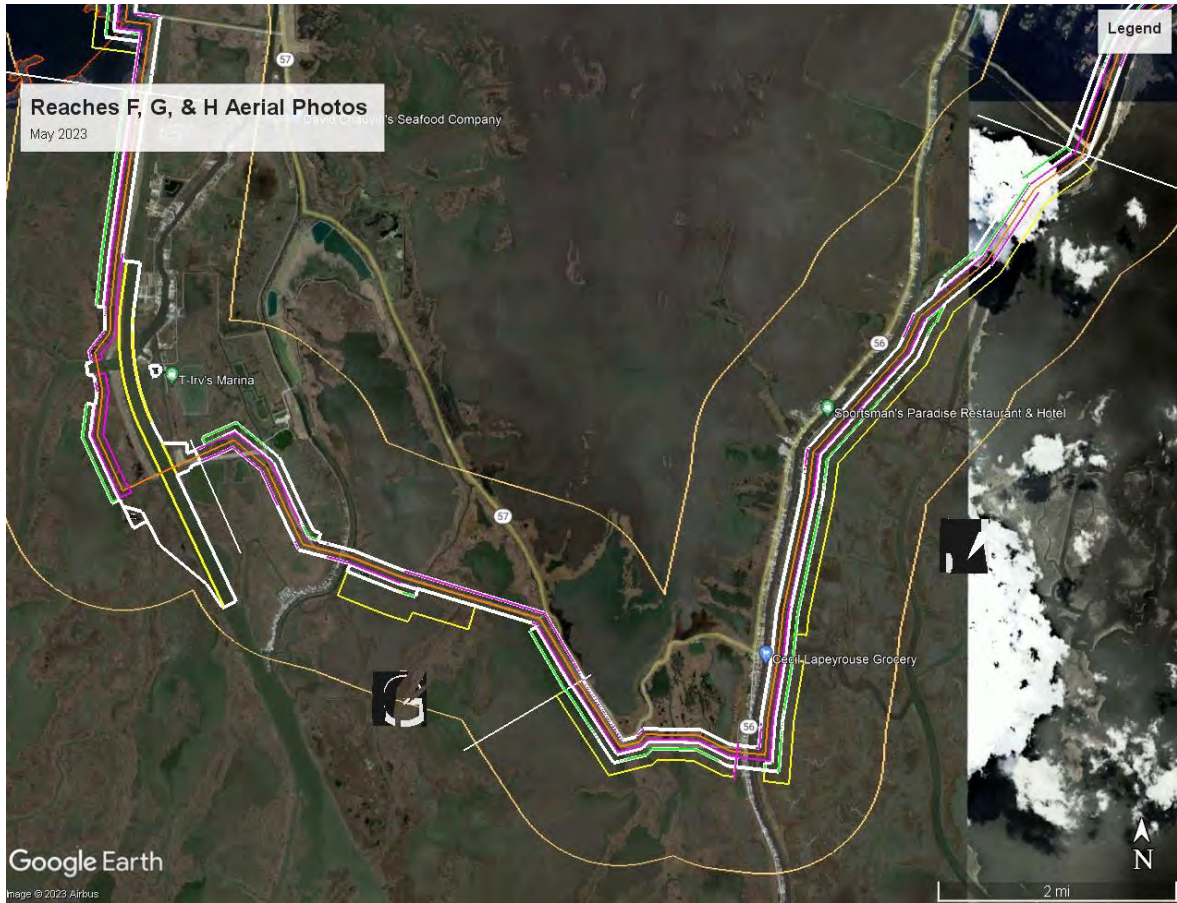 Legend
57
Reaches F, G, & H Aerial Photos
May 2023
's Seafood Company
56
T-Irv's Marina
Sportsman's Paradise Restaurant & Hotel
57
Cecil Lapeyrouse Grocery
G
56
N
Google Earth
Image © 2023 Airbus
2 mi